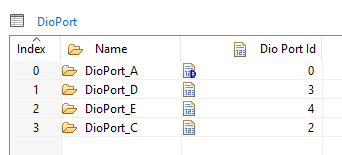 DioPort
Index Name Dio Port Id
0 DioPort_A 0
1 DioPort_D 3
2 DioPort_E 4
3 DioPort_C 2